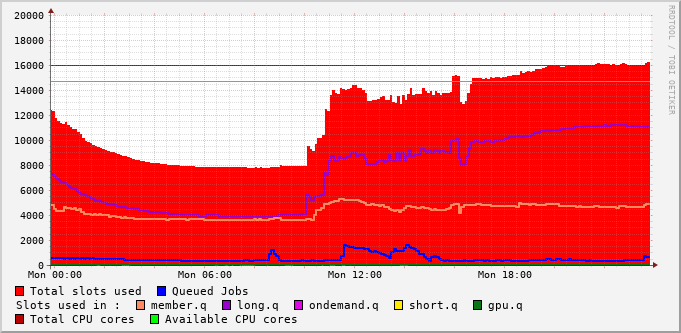 RRDTOOL / TOBI OETIKER
20000
18000
16000
14000
12000
10000
8000
6000
4000
2000
0
Mon 00:00 Mon 06:00 Mon 12:00 Mon 18:00
Total slots used Queued Jobs
Slots used in : member.q long.q ondemand.q short.q gpu.q
Total CPU cores Available CPU cores